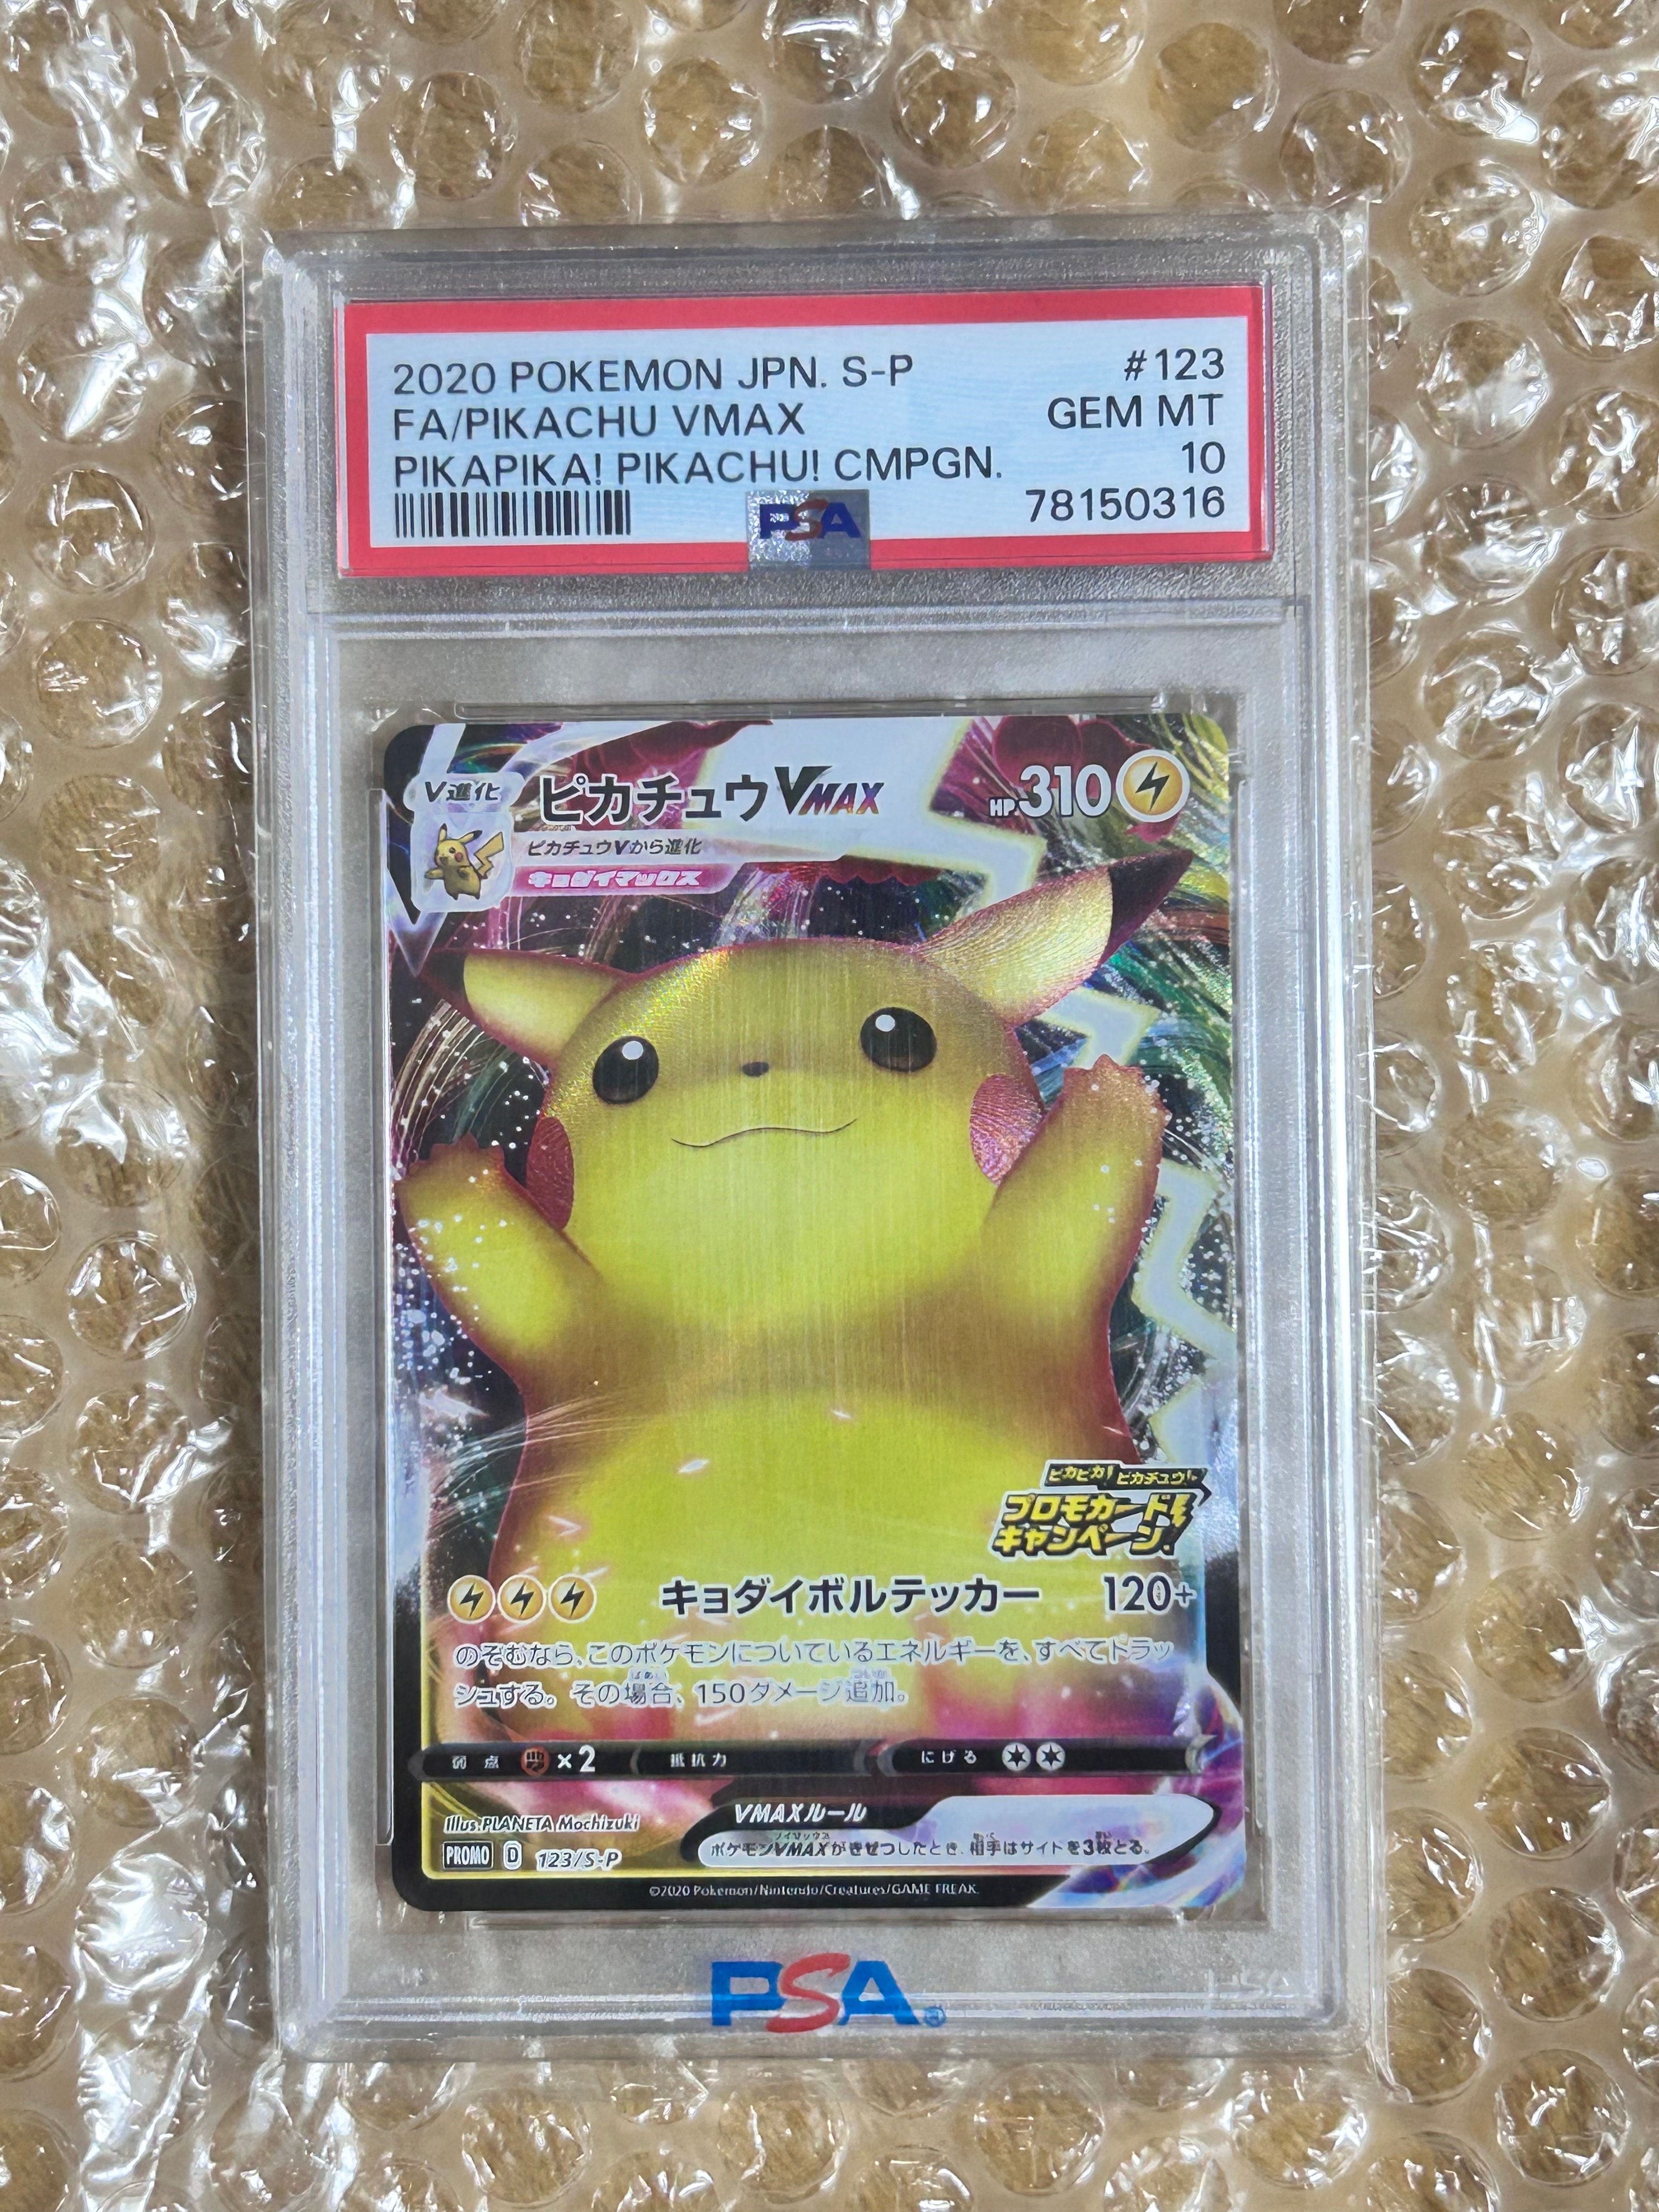 2020 POKEMON JPN. S-P #123
FA/PIKACHU VMAX GEM MT
PIKAPIKA! PIKACHU! CMPGN. 10
PSA 78150316
V進化 ピカチュウVMAX HP310
ピカチュウVから進化
キョダイマックス
ピカピカ! ピカチュウ!
プロモカード
キャンペーン!
キョダイボルテッカー 120+
のぞむなら、このポケモンについているエネルギーを、すべてトラッ
シュする。その場合、150ダメージ追加。
弱点 ×2 抵抗力 にげる
Illus.PLANETA Mochizuki VMAXルール
PROMO D 123/S-P ポケモンVMAXがきぜつしたとき、相手はサイトを3枚とる。
©2020 Pokémon/Nintendo/Creatures/GAME FREAK
PSA®